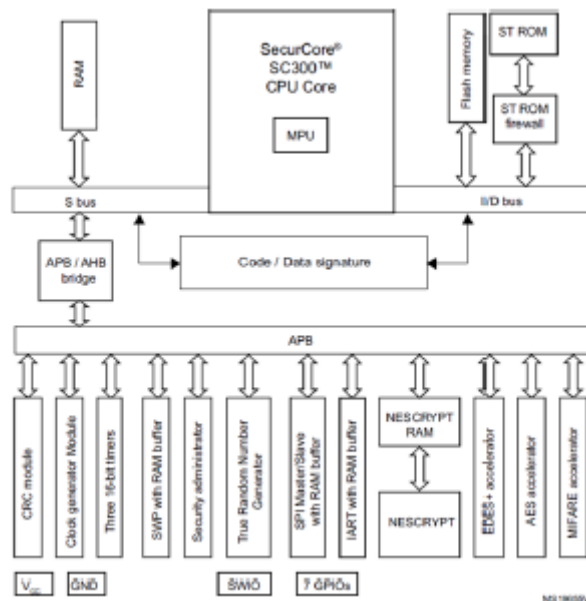 RAM
SecurCore®
SC300™
CPU Core
MPU
Flash memory
ST ROM
ST ROM
firewall
S bus
I/D bus
APB / AHB
bridge
Code / Data signature
APB
CRC module
Clock generator Module
Three 16-bit timers
SWP with RAM buffer
Security administrator
True Random Number
Generator
SPI Master/Slave
with RAM buffer
IART with RAM buffer
NESCRYPT
RAM
NESCRYPT
EDES+ accelerator
AES accelerator
MIFARE accelerator
VCC
GND
SWIO
7 GPIOs